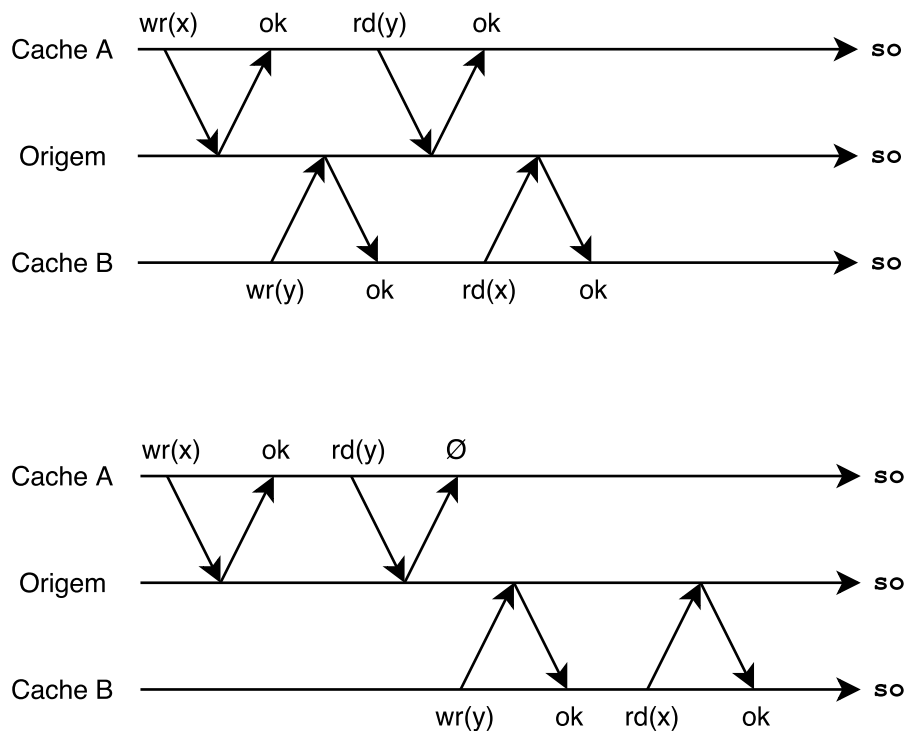 wr(x) ok rd(y) ok
Cache A so
Origem so
Cache B so
wr(y) ok rd(x) ok
wr(x) ok rd(y) Ø
Cache A so
Origem so
Cache B so
wr(y) ok rd(x) ok